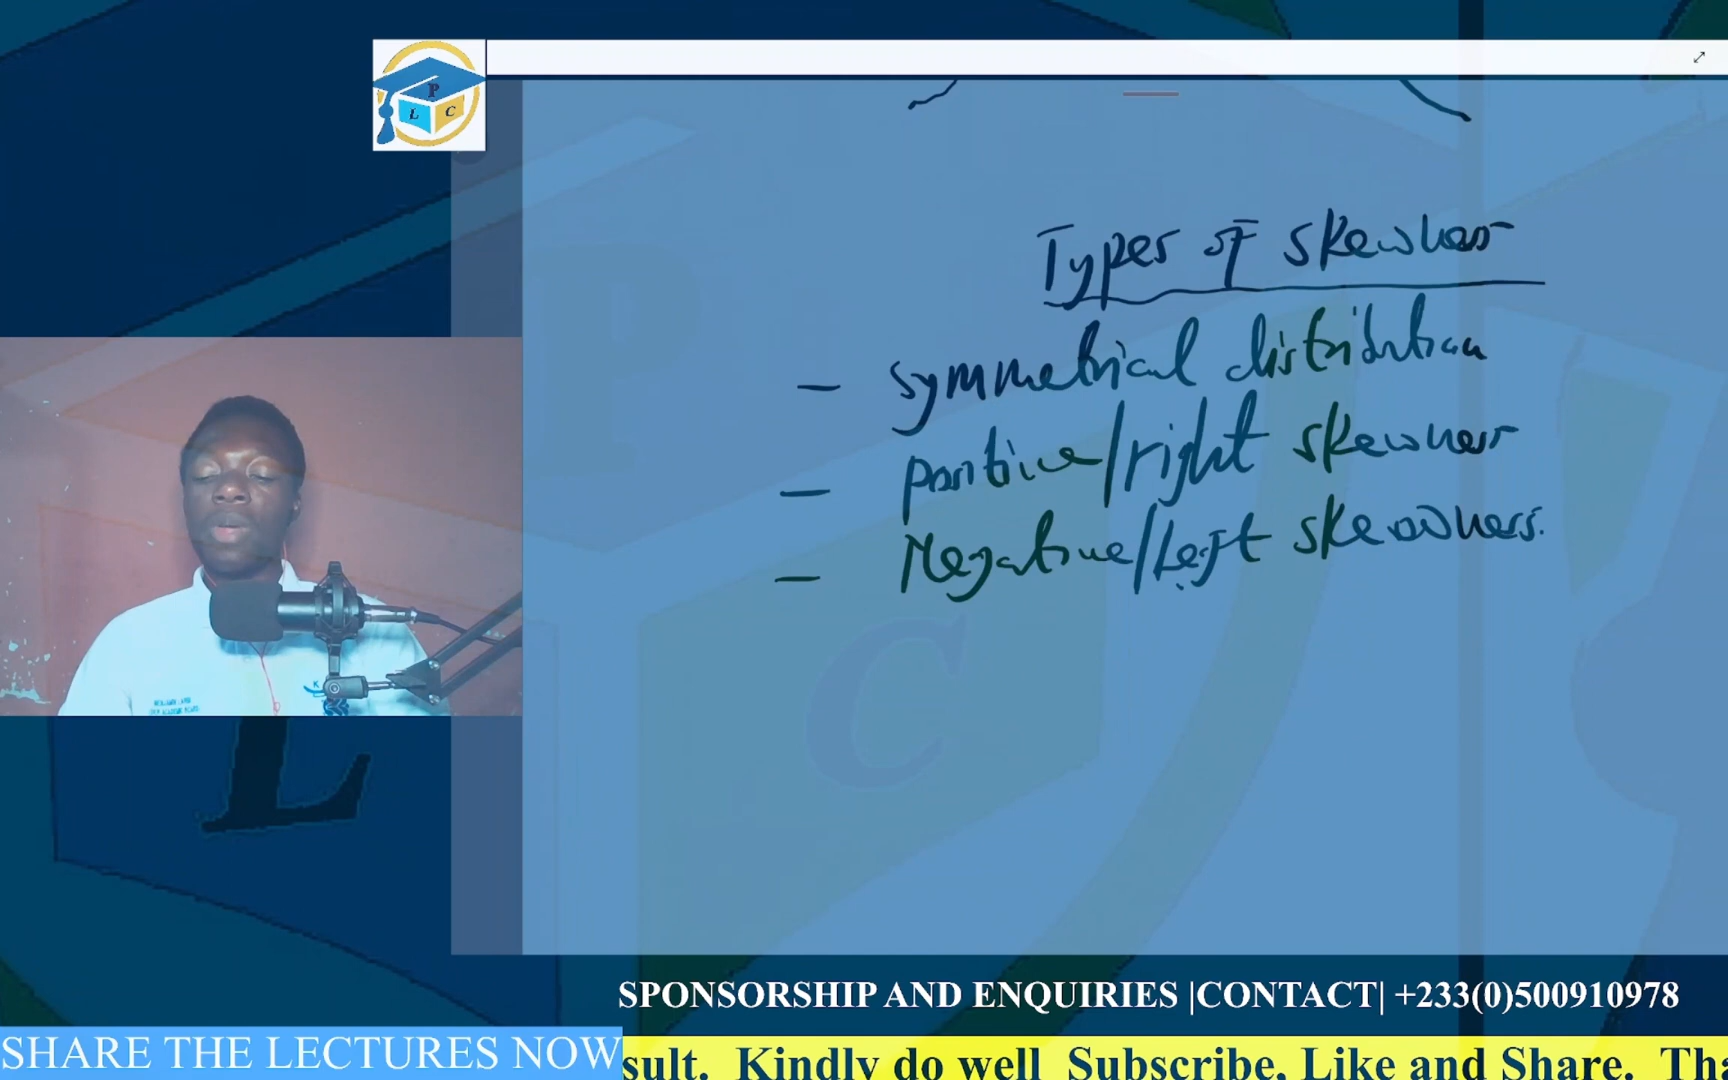 P
L C
Types of skewness
- symmetrical distribution
- positive/right skewness
- Negative/Left skewness.
P
C
L
K
SPONSORSHIP AND ENQUIRIES |CONTACT| +233(0)500910978
SHARE THE LECTURES NOW
sult. Kindly do well Subscribe, Like and Share. Tha